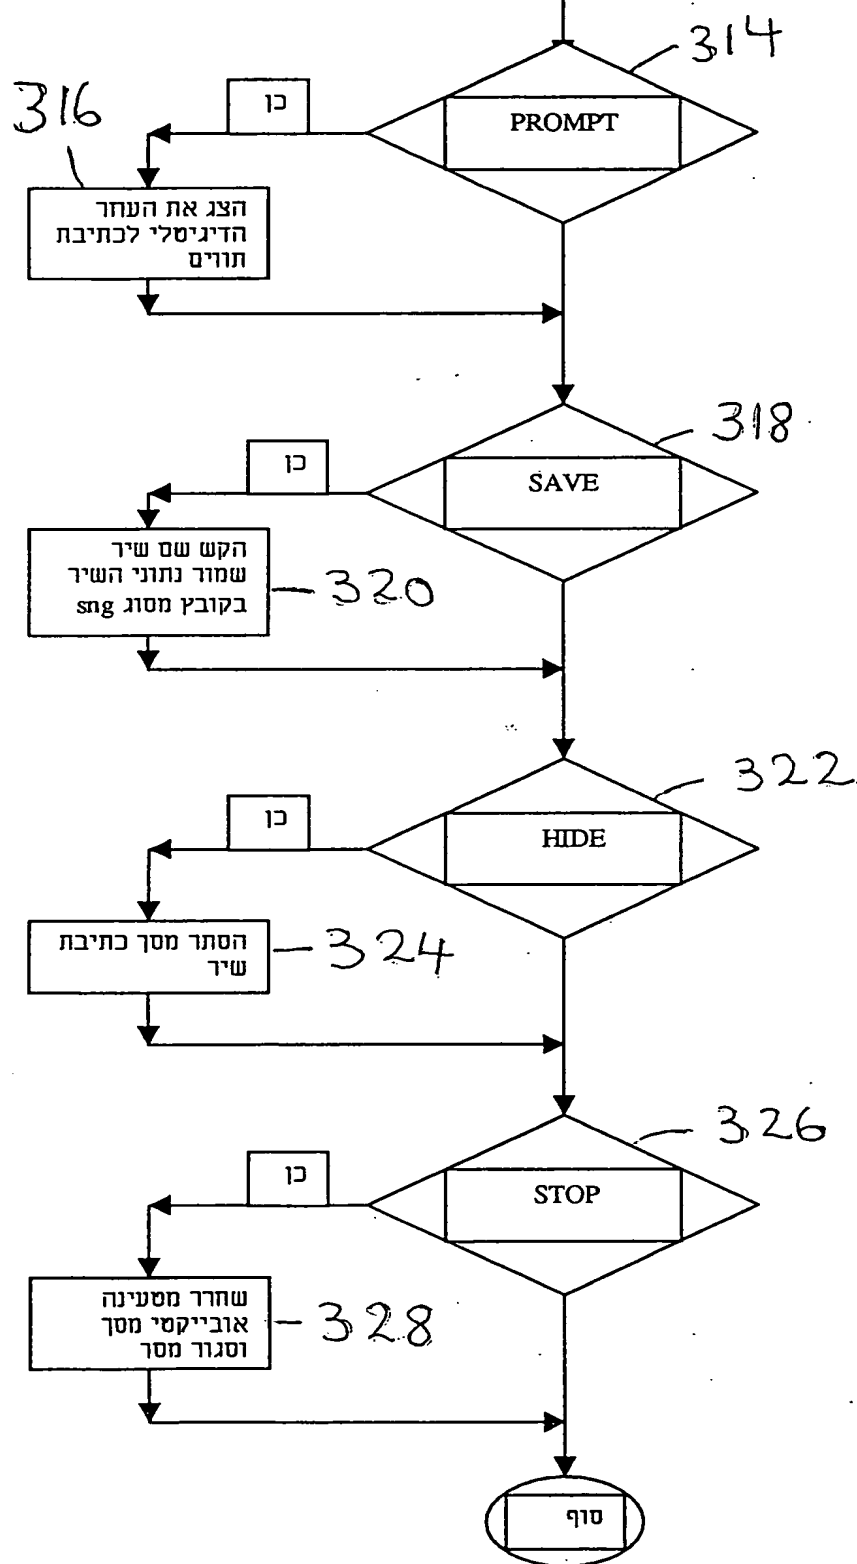 314
PROMPT
כן
316
הצג את העחר
הדיגיטלי לכתיבת
תווים
318
SAVE
כן
הקש שם שיר
שמור נתוני השיר
בקובץ מסוג sng
320
322
HIDE
כן
הסתר מסך כתיבת
שיר
324
326
STOP
כן
שחרר מטעינה
אובייקטי מסך
וסגור מסך
328
סוף